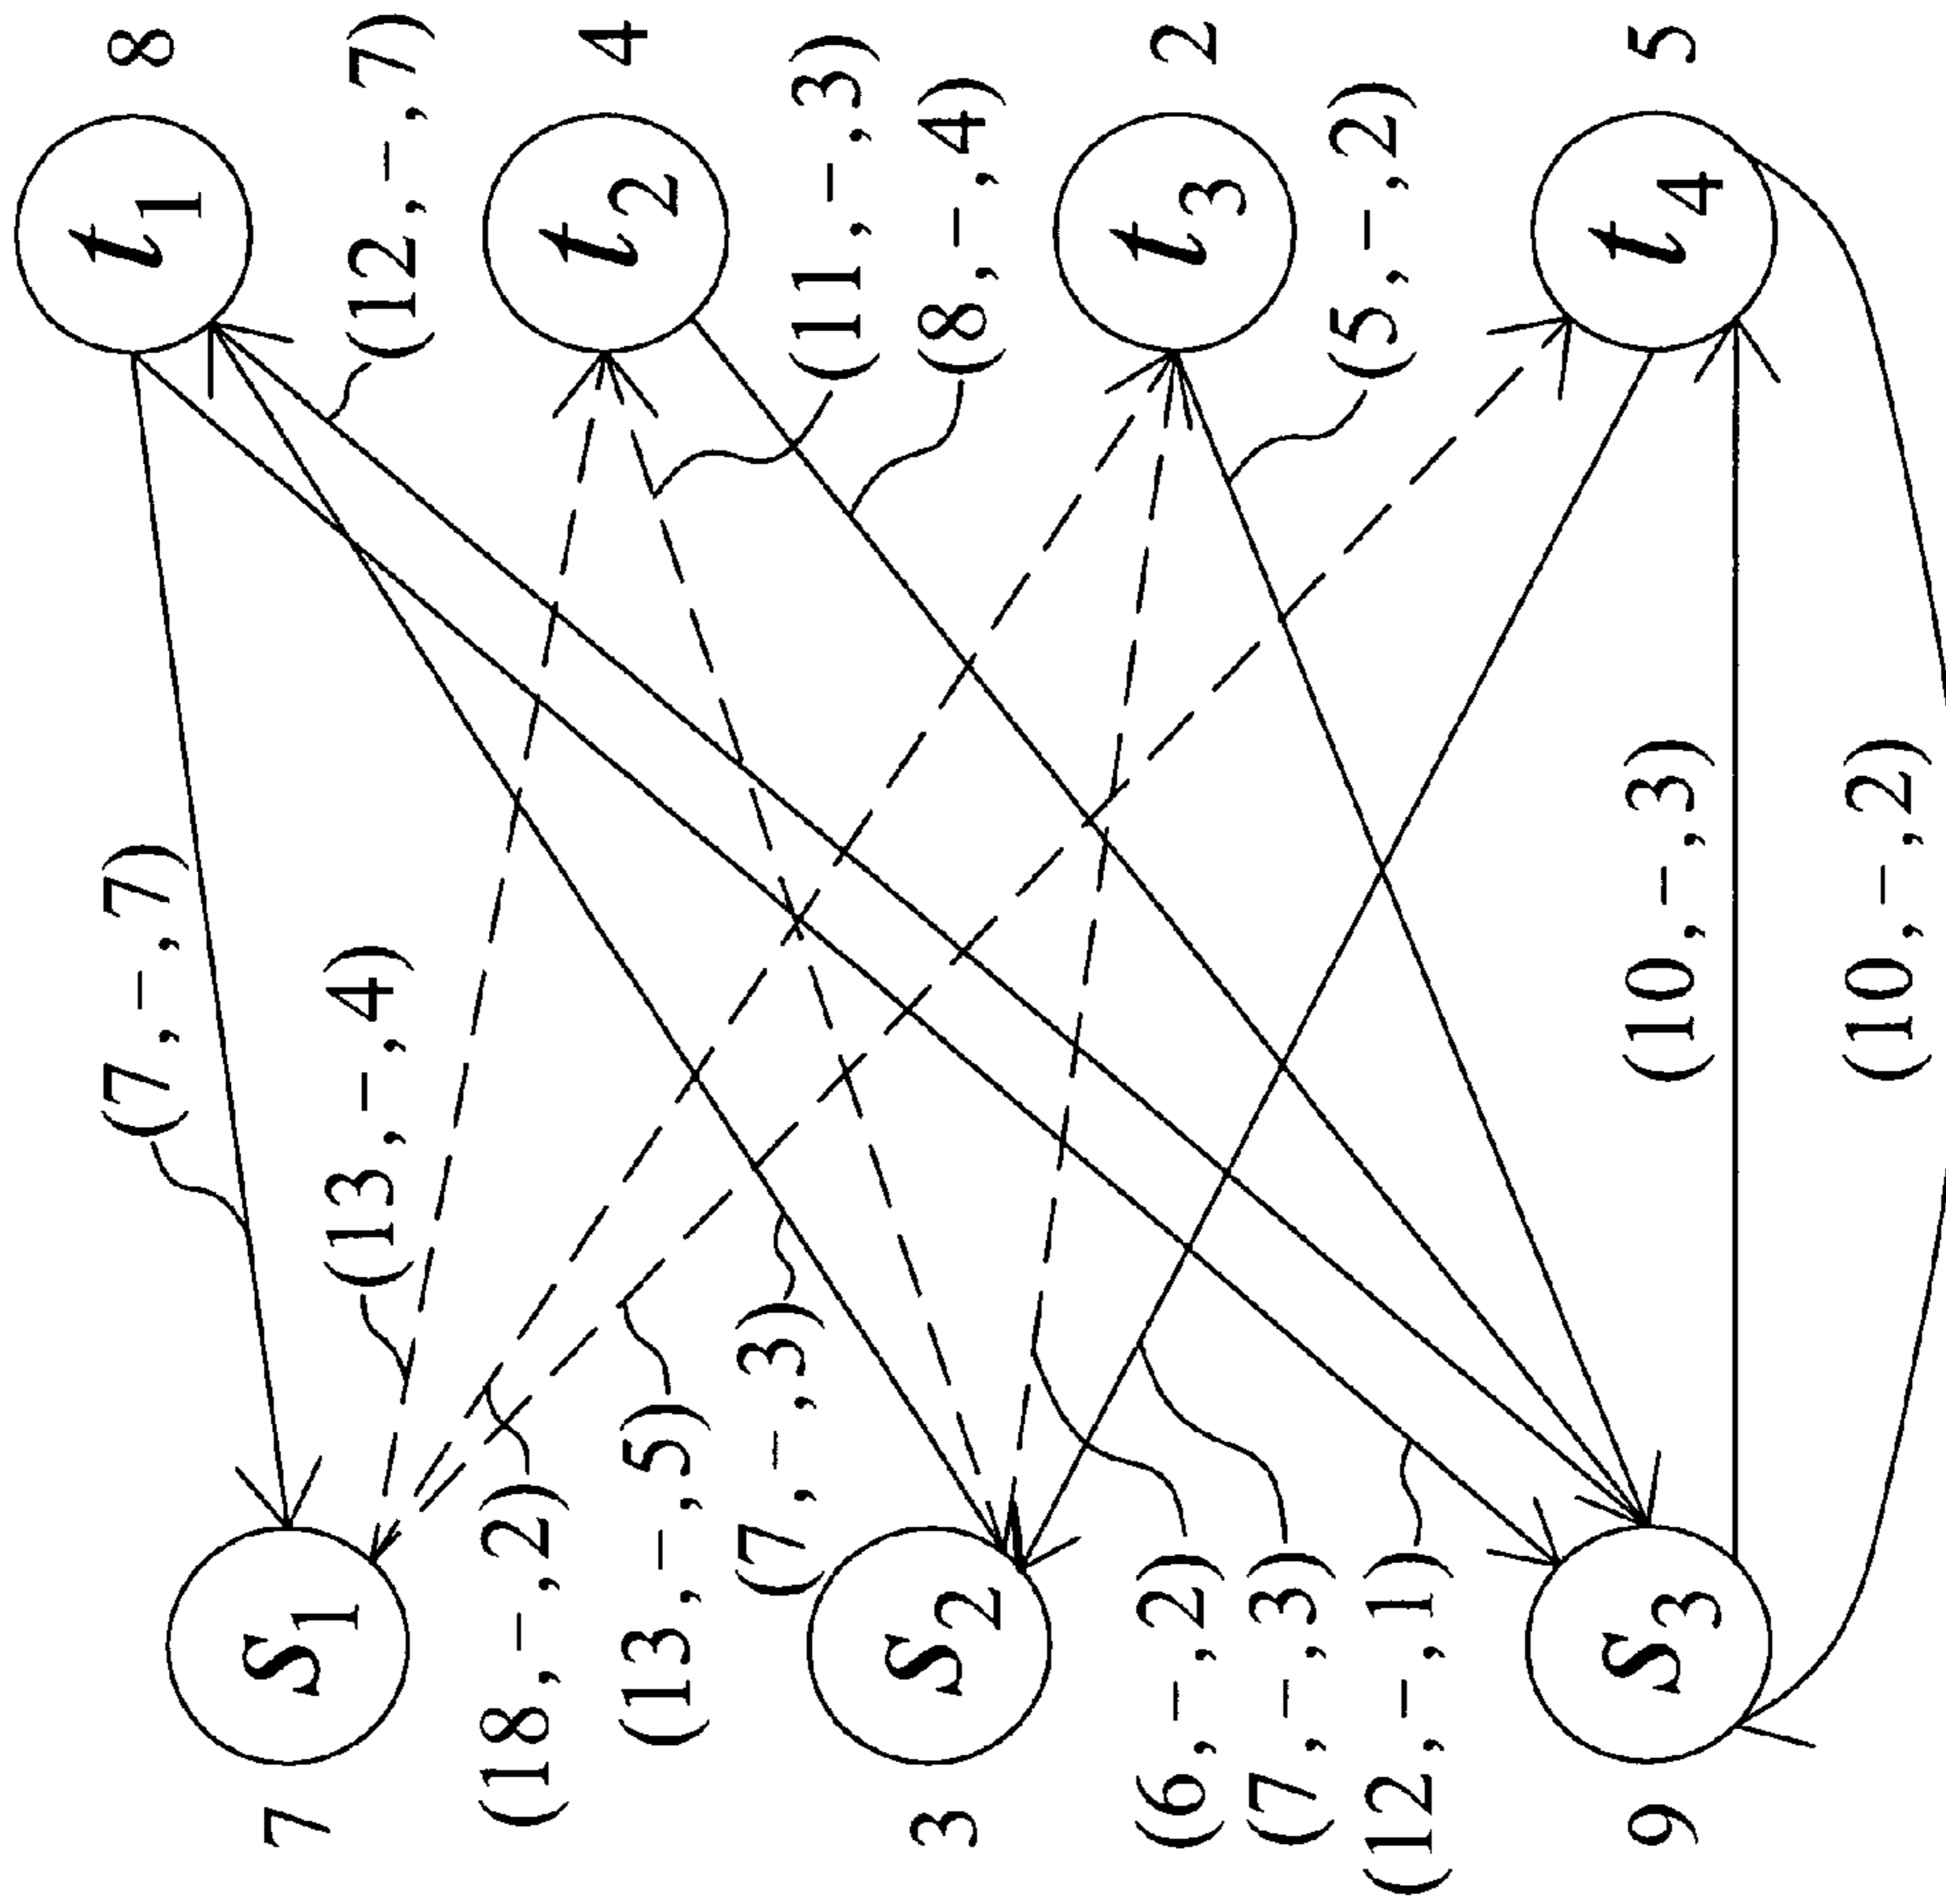 (7,-,7) t1 8
7 s1
(13,-,4) (12,-,7)
(18,-,2)
t2 4
(13,-,5)
(7,-,3)
(11,-,3)
3 s2
(8,-,4)
(6,-,2) t3 2
(7,-,3)
(5,-,2)
(12,-,1)
9 s3 (10,-,3) t4 5
(10,-,2)